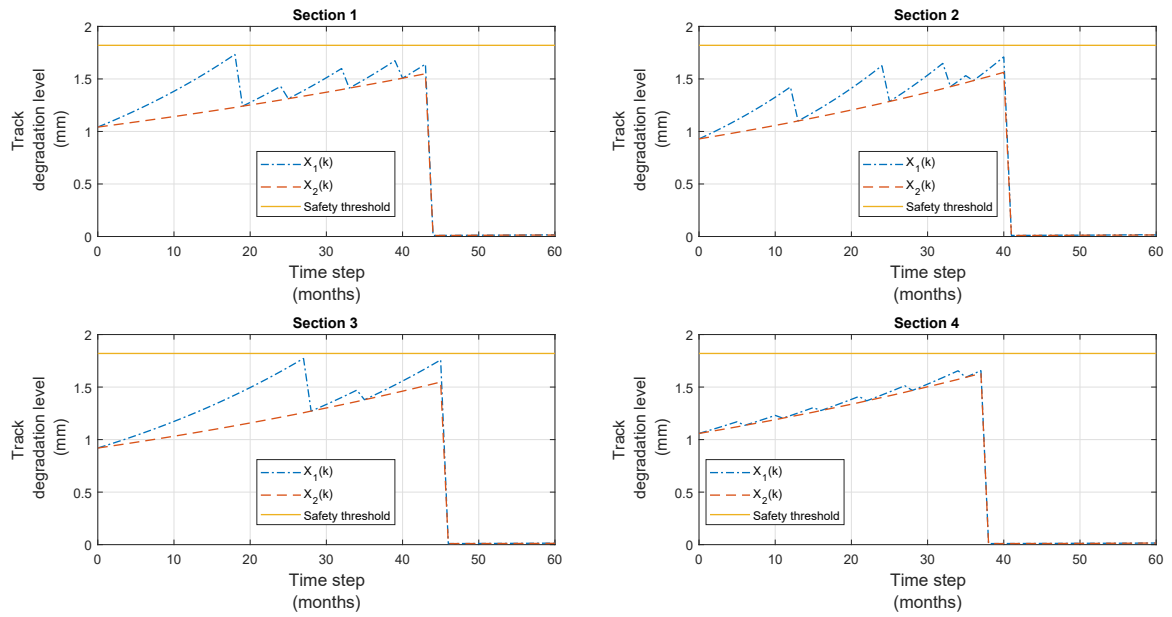 Section 1
2
1.5
1
0.5
0
Track
degradation level
(mm)
X1(k)
X2(k)
Safety threshold
0 10 20 30 40 50 60
Time step
(months)
Section 2
2
1.5
1
0.5
0
Track
degradation level
(mm)
X1(k)
X2(k)
Safety threshold
0 10 20 30 40 50 60
Time step
(months)
Section 3
2
1.5
1
0.5
0
Track
degradation level
(mm)
X1(k)
X2(k)
Safety threshold
0 10 20 30 40 50 60
Time step
(months)
Section 4
2
1.5
1
0.5
0
Track
degradation level
(mm)
X1(k)
X2(k)
Safety threshold
0 10 20 30 40 50 60
Time step
(months)